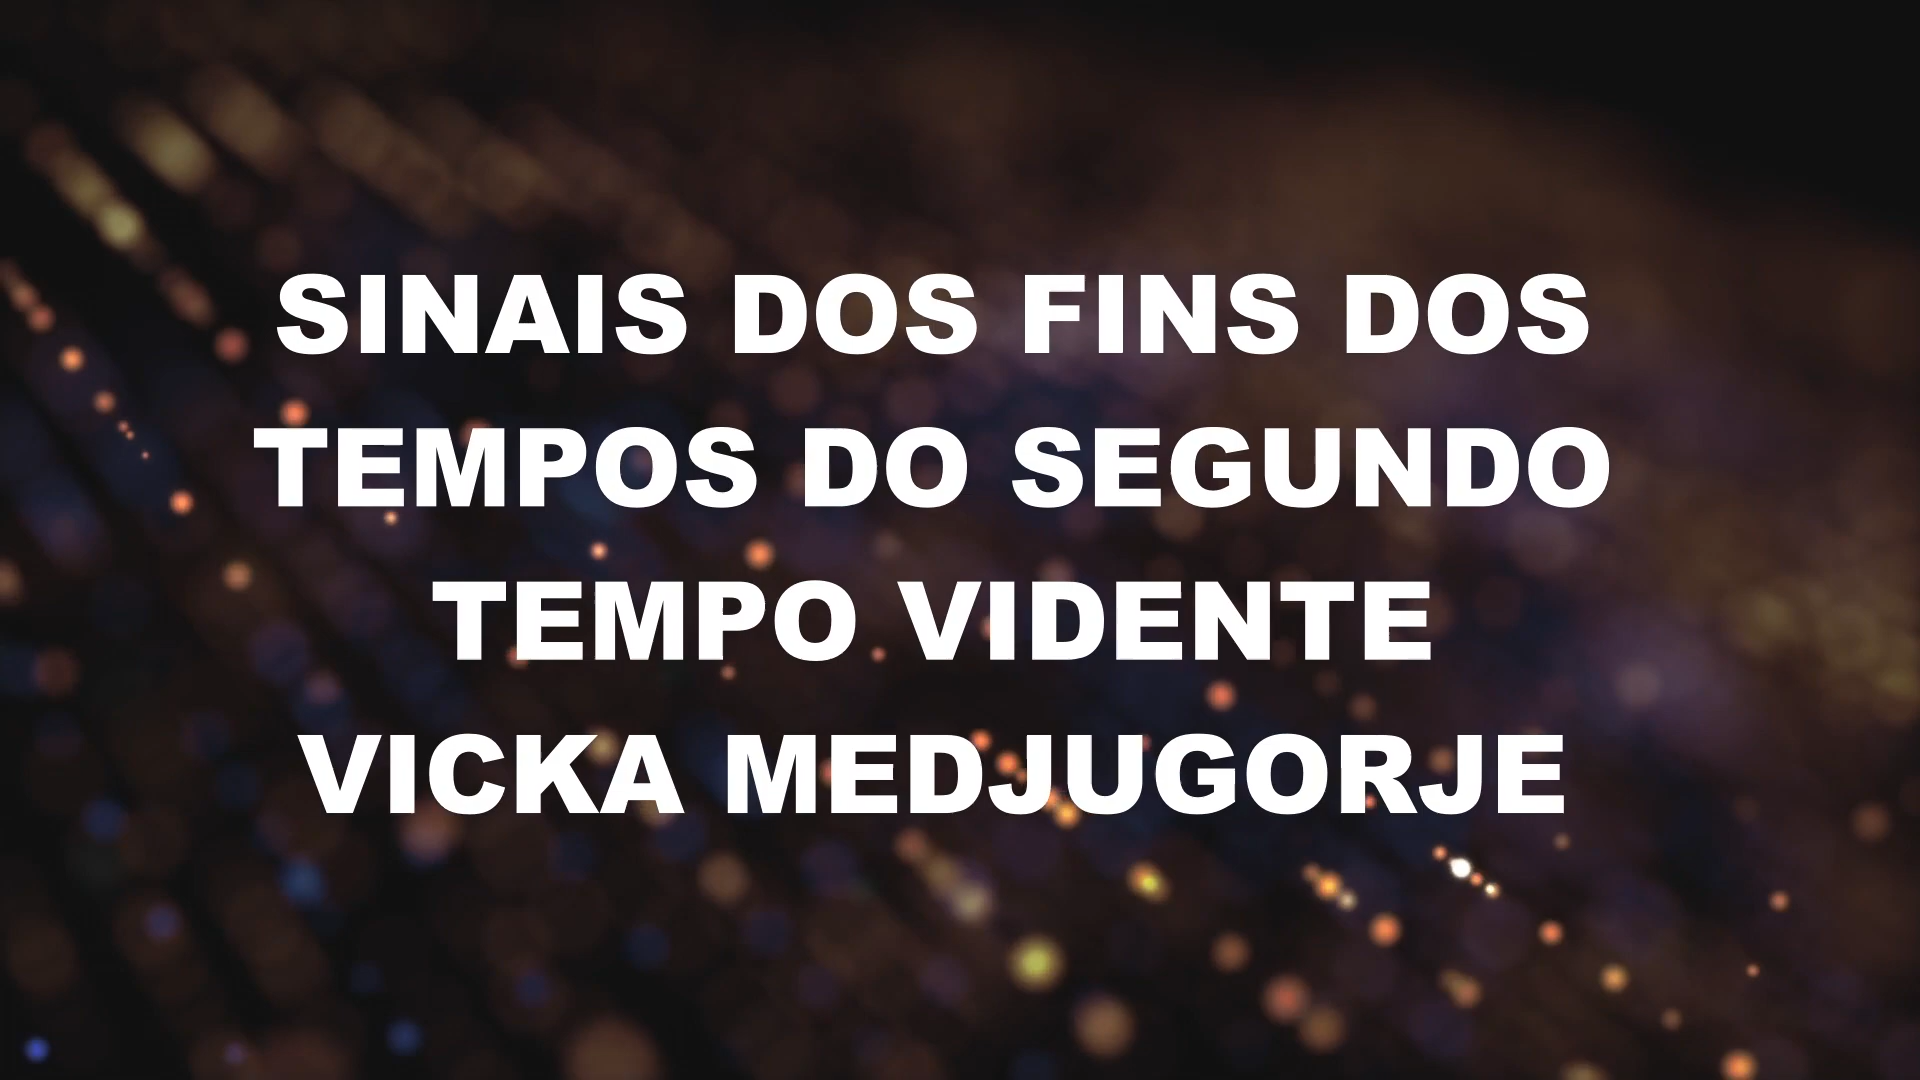 SINAIS DOS FINS DOS
TEMPOS DO SEGUNDO
TEMPO VIDENTE
VICKA MEDJUGORJE